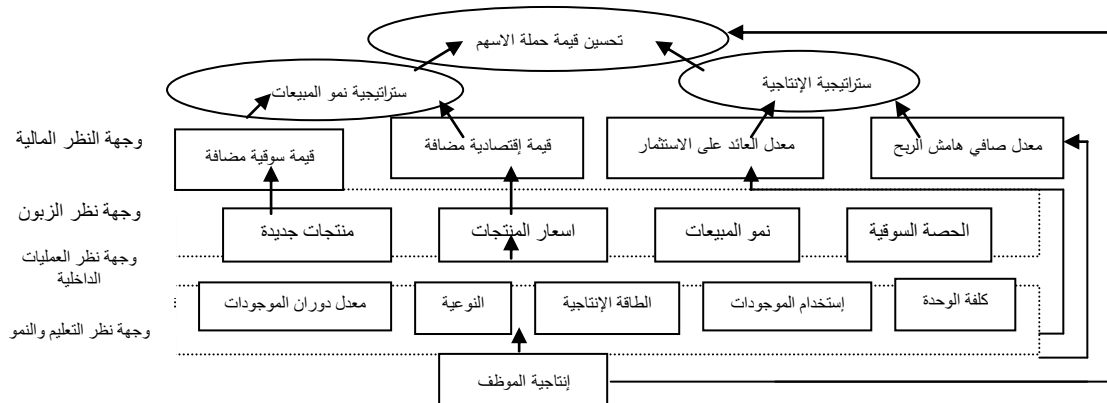 تحسين قيمة حملة الاسهم
ستراتيجية الإنتاجية
ستراتيجية نمو المبيعات
وجهة النظر المالية
معدل صافي هامش الربح
معدل العائد على الاستثمار
قيمة إقتصادية مضافة
قيمة سوقية مضافة
وجهة نظر الزبون
الحصة السوقية
نمو المبيعات
اسعار المنتجات
منتجات جديدة
وجهة نظر العمليات
الداخلية
كلفة الوحدة
إستخدام الموجودات
الطاقة الإنتاجية
النوعية
معدل دوران الموجودات
وجهة نظر التعليم والنمو
إنتاجية الموظف